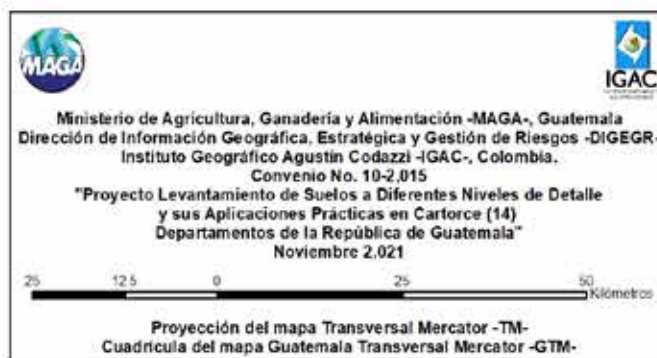 MAGA
IGAC
Ministerio de Agricultura, Ganadería y Alimentación -MAGA-, Guatemala
Dirección de Información Geográfica, Estratégica y Gestión de Riesgos -DIGEGR-
Instituto Geográfico Agustín Codazzi -IGAC-, Colombia.
Convenio No. 10-2,015
"Proyecto Levantamiento de Suelos a Diferentes Niveles de Detalle
y sus Aplicaciones Prácticas en Cartorce (14)
Departamentos de la República de Guatemala"
Noviembre 2,021
25 12.5 0 25 50
Kilómetros
Proyección del mapa Transversal Mercator -TM-
Cuadrícula del mapa Guatemala Transversal Mercator -GTM-